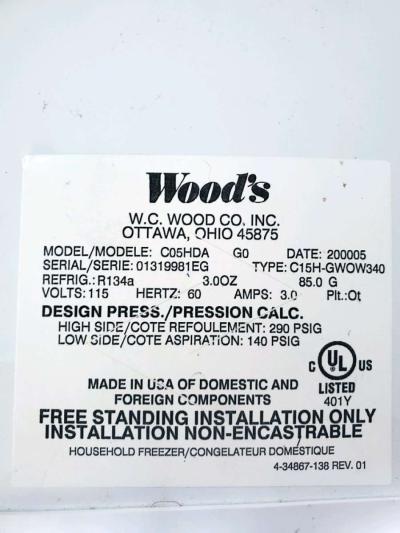 Wood's
W.C. WOOD CO. INC.
OTTAWA, OHIO 45875
MODEL/MODELE: C05HDA G0 DATE: 200005
SERIAL/SERIE: 01319981EG TYPE: C15H-GWOW340
REFRIG.: R134a 3.0OZ 85.0 G
VOLTS: 115 HERTZ: 60 AMPS: 3.0 Plt.:Ot
DESIGN PRESS./PRESSION CALC.
HIGH SIDE/COTE REFOULEMENT: 290 PSIG
LOW SIDE/COTE ASPIRATION: 140 PSIG
C UL US
LISTED
401Y
MADE IN USA OF DOMESTIC AND
FOREIGN COMPONENTS
FREE STANDING INSTALLATION ONLY
INSTALLATION NON-ENCASTRABLE
HOUSEHOLD FREEZER/CONGELATEUR DOMESTIQUE
4-34867-138 REV. 01